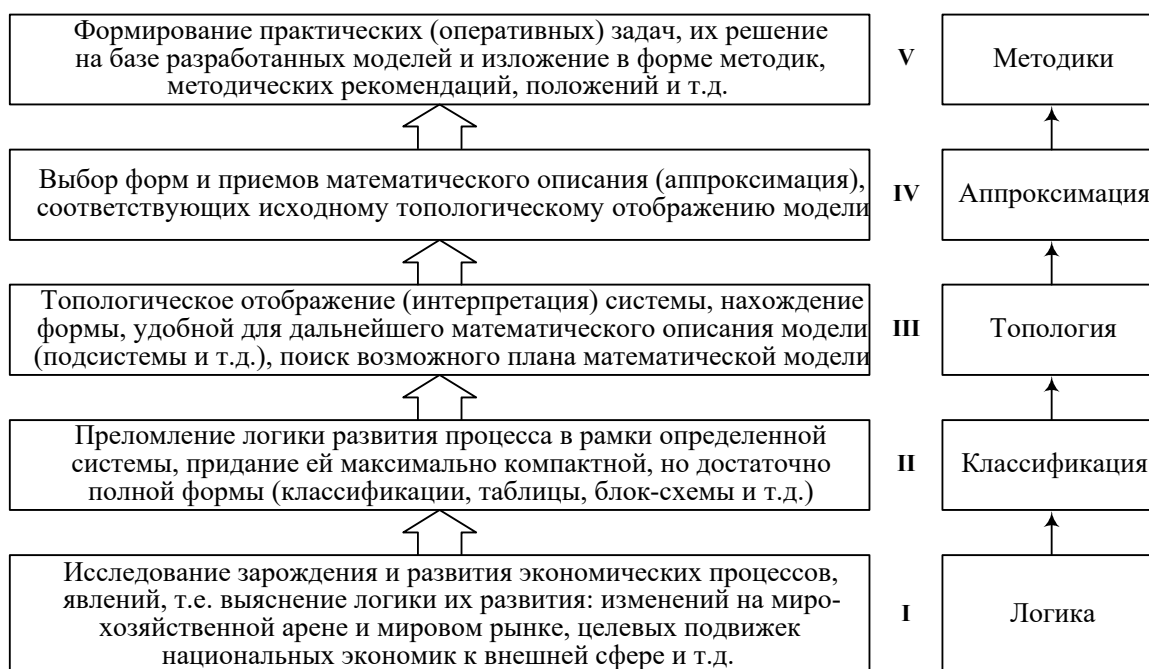 Формирование практических (оперативных) задач, их решение
на базе разработанных моделей и изложение в форме методик,
методических рекомендаций, положений и т.д.
V
Методики
Выбор форм и приемов математического описания (аппроксимация),
соответствующих исходному топологическому отображению модели
IV
Аппроксимация
Топологическое отображение (интерпретация) системы, нахождение
формы, удобной для дальнейшего математического описания модели
(подсистемы и т.д.), поиск возможного плана математической модели
III
Топология
Преломление логики развития процесса в рамки определенной
системы, придание ей максимально компактной, но достаточно
полной формы (классификации, таблицы, блок-схемы и т.д.)
II
Классификация
Исследование зарождения и развития экономических процессов,
явлений, т.е. выяснение логики их развития: изменений на миро-
хозяйственной арене и мировом рынке, целевых подвижек
национальных экономик к внешней сфере и т.д.
I
Логика